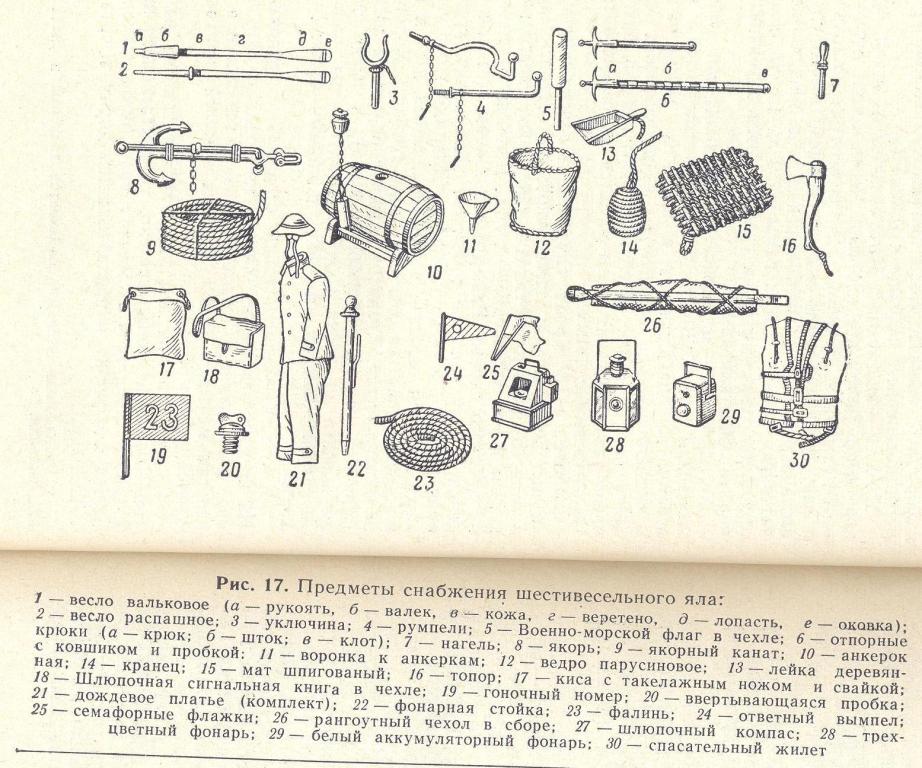 а б в г д е
1
2
3
4
5
а б в
б
7
8
9
10
11
12
13
14
15
16
17
18
19
23
20
21
22
23
24
25
26
27
28
29
30
Рис. 17. Предметы снабжения шестивесельного яла:
1 — весло вальковое (а — рукоять, б — валек, в — кожа, г — веретено, д — лопасть, е — оковка);
2 — весло распашное; 3 — уключина; 4 — румпели; 5 — Военно-морской флаг в чехле; 6 — отпорные
крюки (а — крюк; б — шток; в — клот); 7 — нагель; 8 — якорь; 9 — якорный канат; 10 — анкерок
с ковшиком и пробкой; 11 — воронка к анкеркам; 12 — ведро парусиновое; 13 — лейка деревян-
ная; 14 — кранец; 15 — мат шпигованый; 16 — топор; 17 — киса с такелажным ножом и свайкой;
18 — Шлюпочная сигнальная книга в чехле; 19 — гоночный номер; 20 — ввертывающаяся пробка;
21 — дождевое платье (комплект); 22 — фонарная стойка; 23 — фалинь; 24 — ответный вымпел;
25 — семафорные флажки; 26 — рангоутный чехол в сборе; 27 — шлюпочный компас; 28 — трех-
цветный фонарь; 29 — белый аккумуляторный фонарь; 30 — спасательный жилет